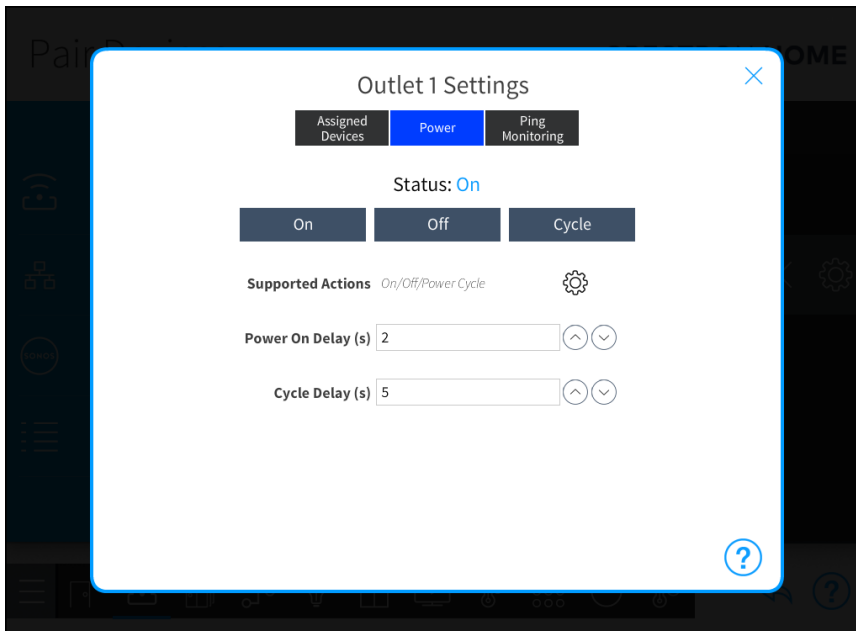 Outlet 1 Settings
Assigned
Devices
Power
Ping
Monitoring
Status: On
On
Off
Cycle
Supported Actions On/Off/Power Cycle
Power On Delay (s) 2
Cycle Delay (s) 5
?
SONOS
?